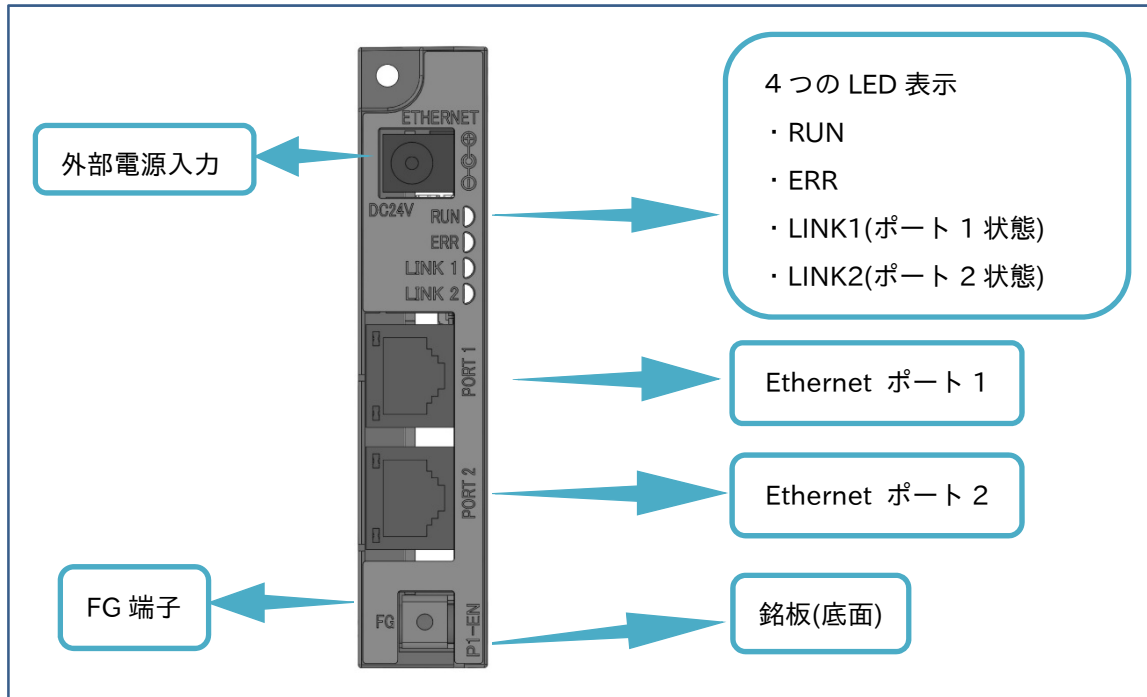 外部電源入力
ETHERNET
DC24V
RUN
ERR
LINK 1
LINK 2
4つの LED 表示
・RUN
・ERR
・LINK1(ポート 1 状態)
・LINK2(ポート 2 状態)
PORT 1
Ethernet ポート 1
PORT 2
Ethernet ポート 2
FG 端子
FG
P1-EN
銘板(底面)